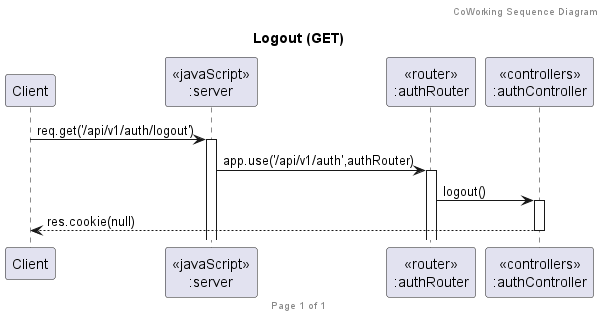 CoWorking Sequence Diagram
Logout (GET)
Client
«javaScript»
:server
«router»
:authRouter
«controllers»
:authController
req.get('/api/v1/auth/logout')
app.use('/api/v1/auth',authRouter)
logout()
res.cookie(null)
Client
«javaScript»
:server
«router»
:authRouter
«controllers»
:authController
Page 1 of 1